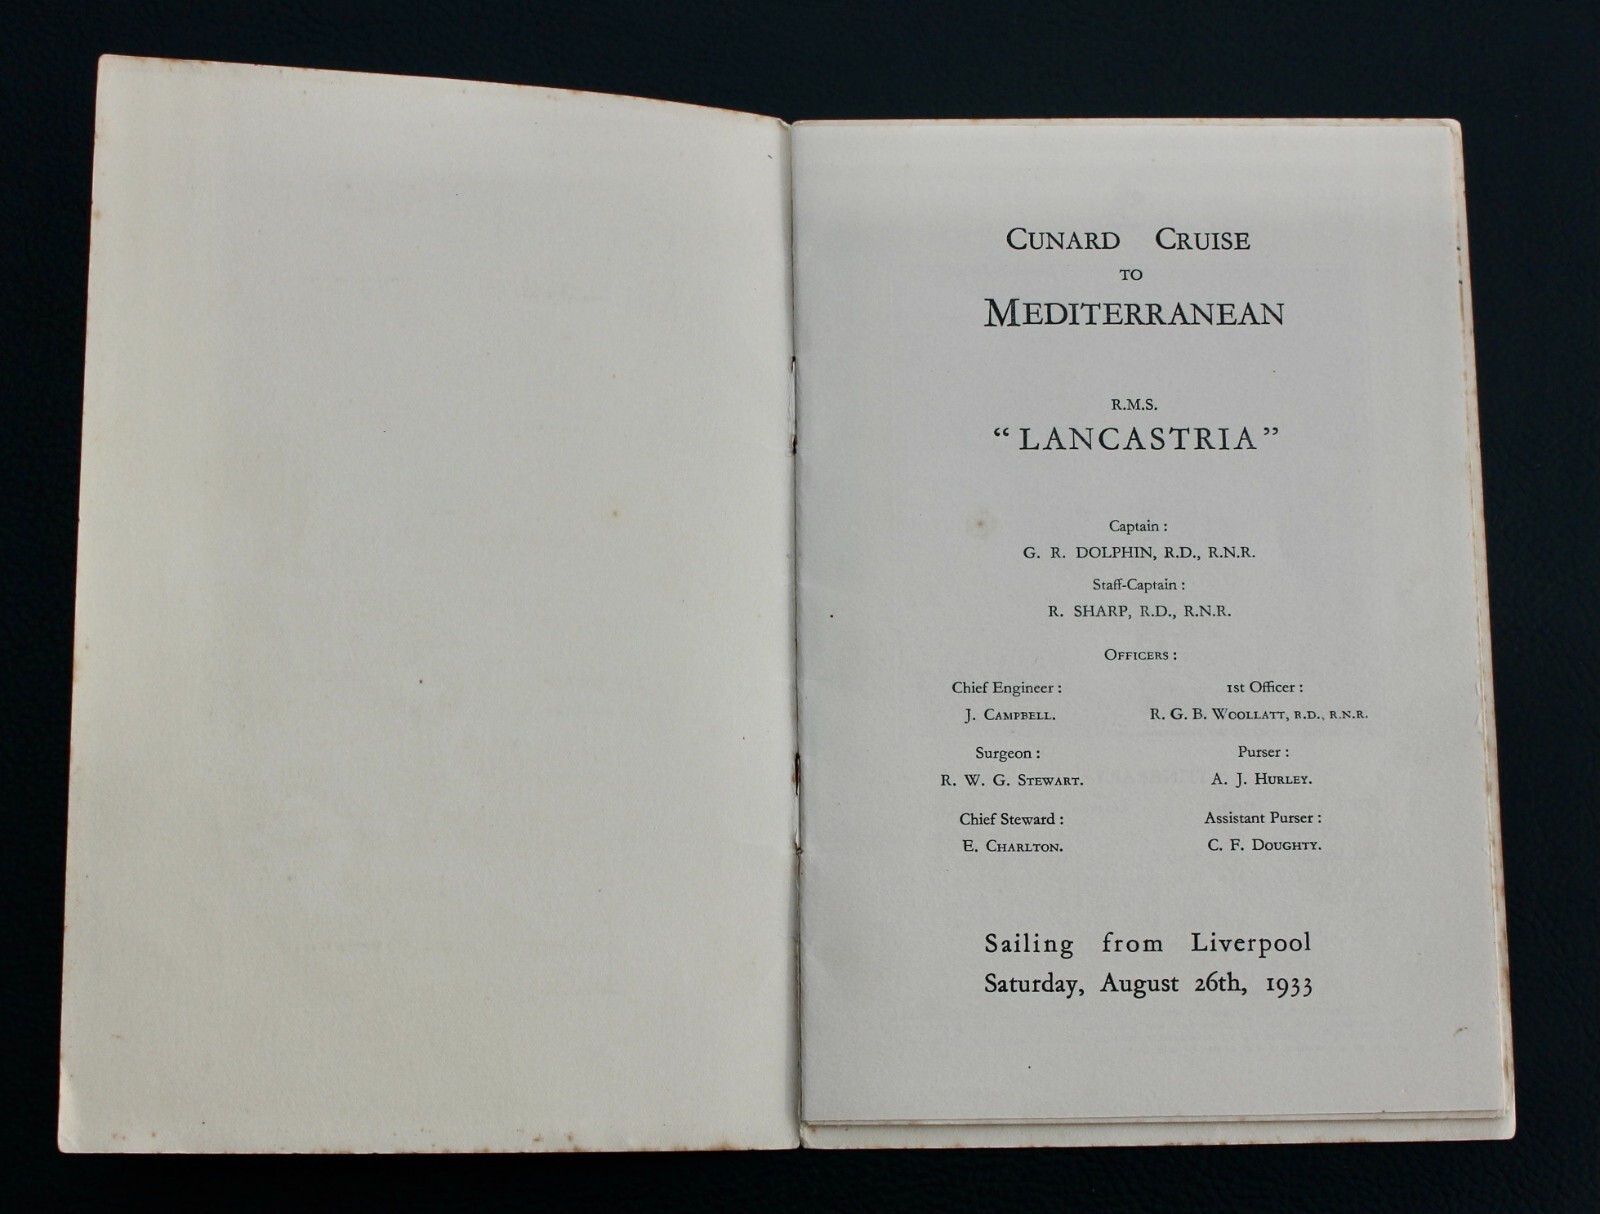 CUNARD CRUISE
TO
MEDITERRANEAN
R.M.S.
“LANCASTRIA”
Captain :
G. R. DOLPHIN, R.D., R.N.R.
Staff-Captain :
R. SHARP, R.D., R.N.R.
OFFICERS :
Chief Engineer : 1st Officer :
J. CAMPBELL. R. G. B. WOOLLATT, R.D., R.N.R.
Surgeon : Purser :
R. W. G. STEWART. A. J. HURLEY.
Chief Steward : Assistant Purser :
E. CHARLTON. C. F. DOUGHTY.
Sailing from Liverpool
Saturday, August 26th, 1933